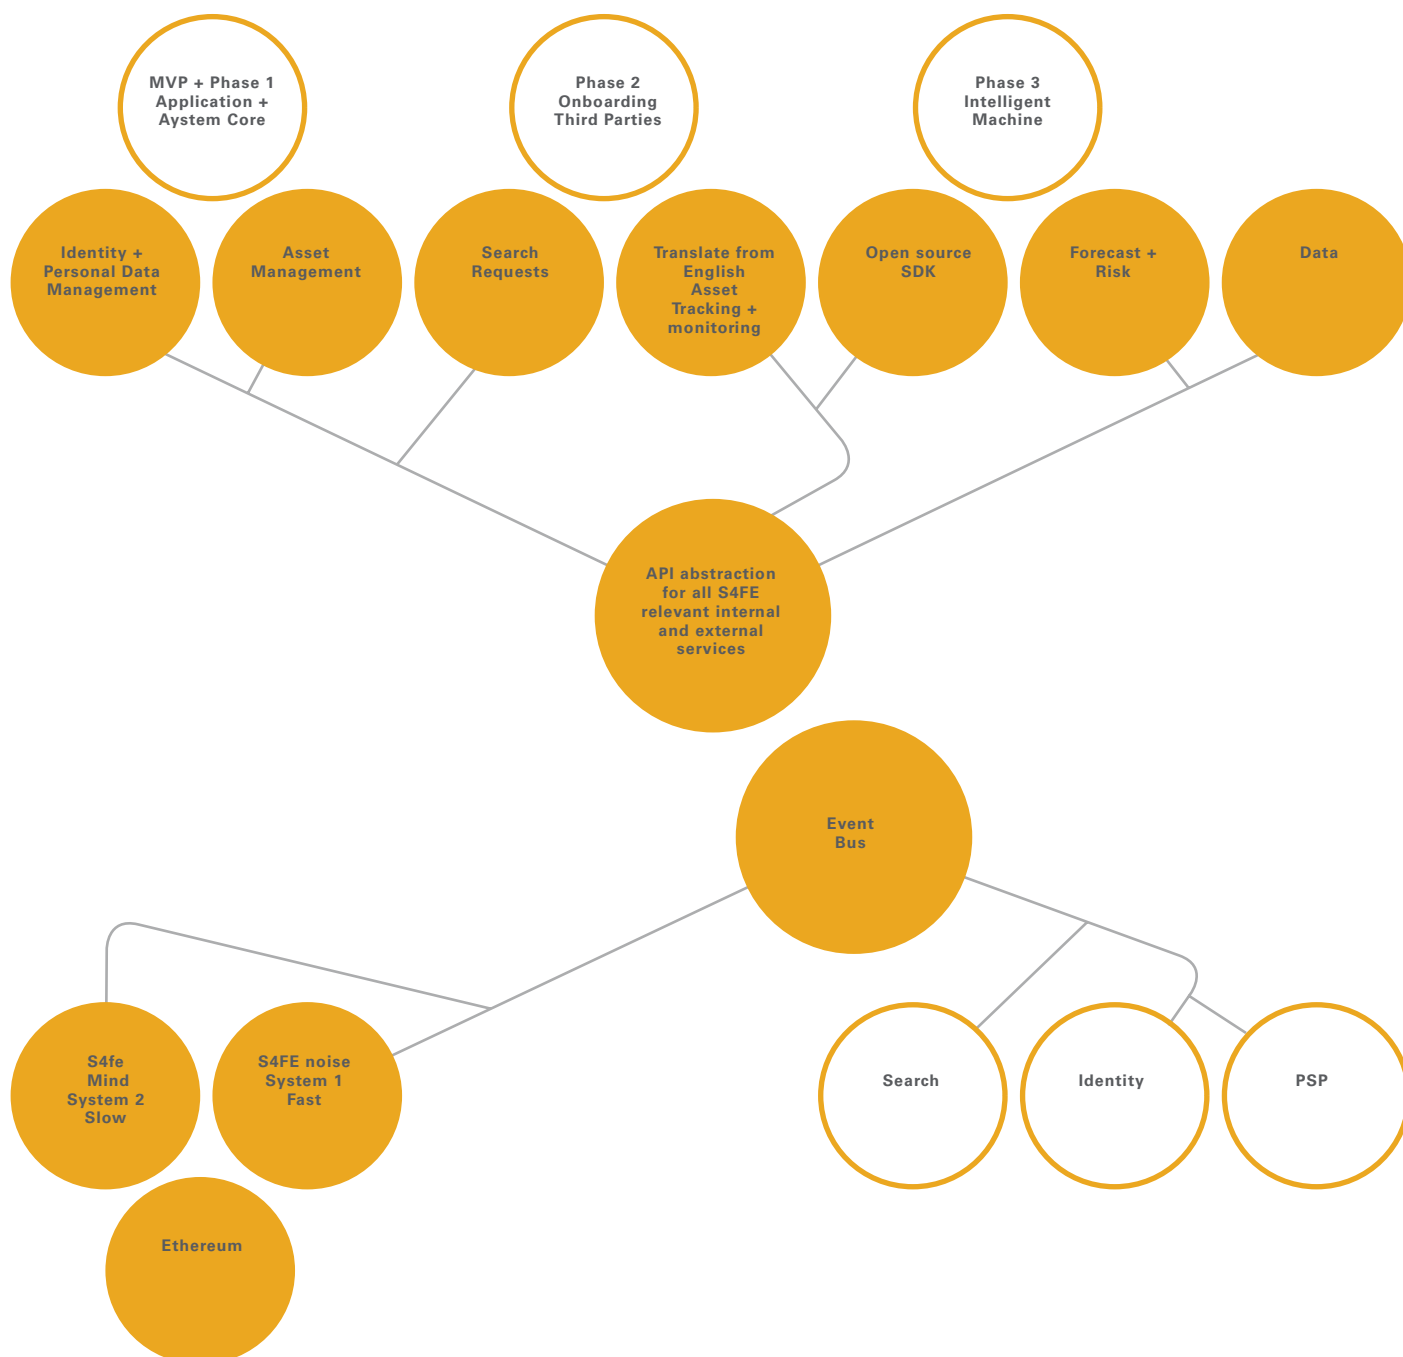 MVP + Phase 1
Application +
Aystem Core
Phase 2
Onboarding
Third Parties
Phase 3
Intelligent
Machine
Identity +
Personal Data
Management
Asset
Management
Search
Requests
Translate from
English
Asset
Tracking +
monitoring
Open source
SDK
Forecast +
Risk
Data
API abstraction
for all S4FE
relevant internal
and external
services
Event
Bus
S4fe
Mind
System 2
Slow
S4FE noise
System 1
Fast
Search
Identity
PSP
Ethereum